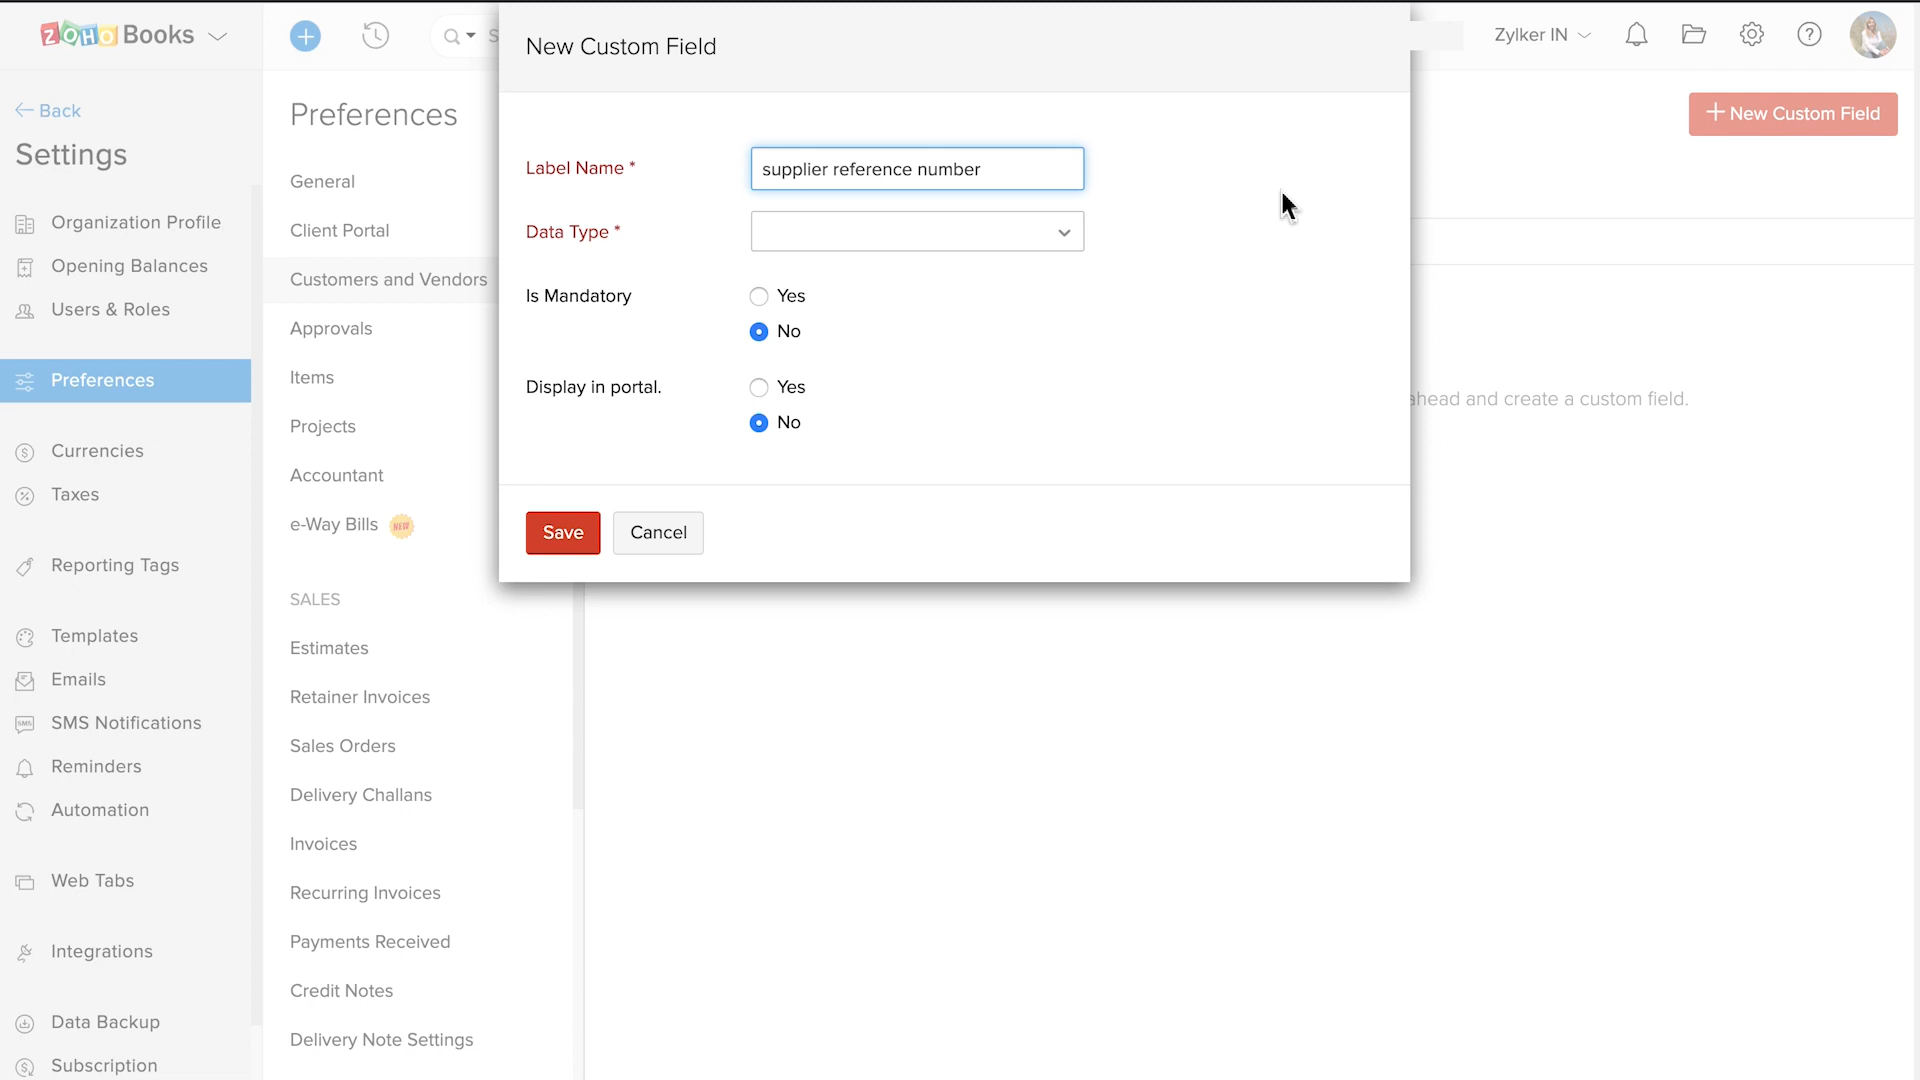 ZOHO Books
S
Zylker IN
Back
Settings
Organization Profile
Opening Balances
Users & Roles
Preferences
Currencies
Taxes
Reporting Tags
Templates
Emails
SMS
SMS Notifications
Reminders
Automation
Web Tabs
Integrations
Data Backup
Subscription
Preferences
General
Client Portal
Customers and Vendors
Approvals
Items
Projects
Accountant
e-Way Bills NEW
SALES
Estimates
Retainer Invoices
Sales Orders
Delivery Challans
Invoices
Recurring Invoices
Payments Received
Credit Notes
Delivery Note Settings
New Custom Field
Label Name *
supplier reference number
Data Type *
Is Mandatory
Yes
No
Display in portal.
Yes
No
Save
Cancel
+ New Custom Field
ahead and create a custom field.